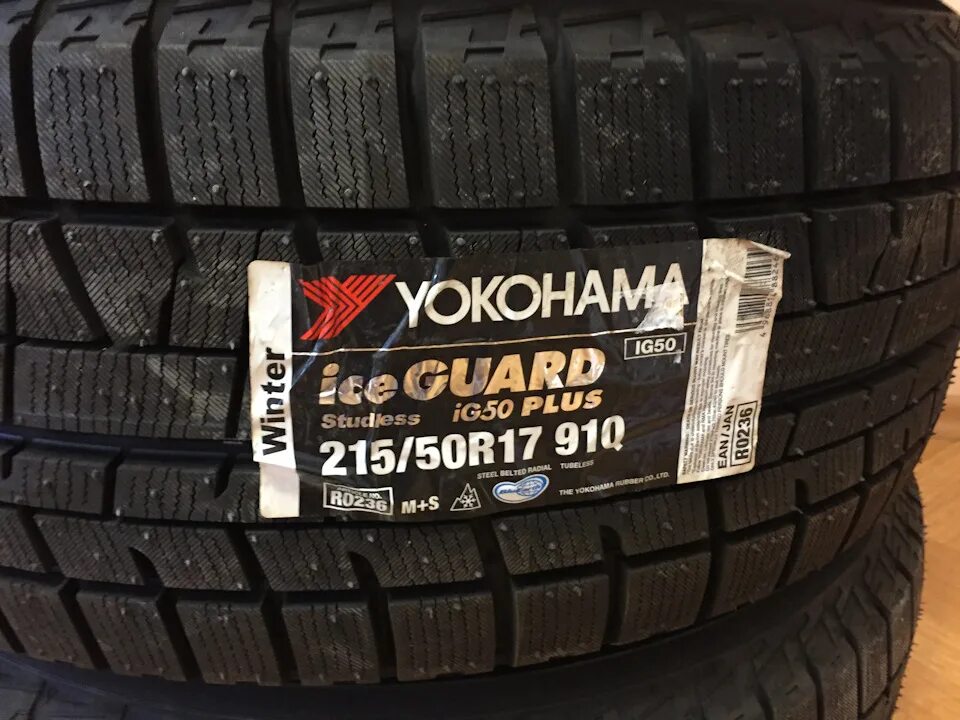 Winter
YOKOHAMA
IG50
iceGUARD
Studless iG50 PLUS
215/50R17 91Q
STEEL BELTED RADIAL TUBELESS
R0236 M+S
THE YOKOHAMA RUBBER CO.,LTD.
EAN/JAN
R0236